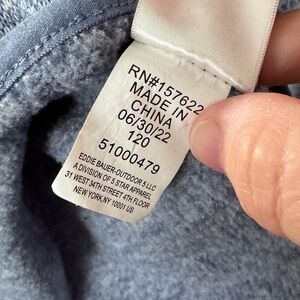 RN#157622
MADE IN
CHINA
06/30/22
120
51000479
EDDIE BAUER-OUTDOOR 5 LLC
A DIVISION OF 5 STAR APPAREL
31 WEST 34TH STREET 4TH FLOOR
NEW YORK NY 10001 US